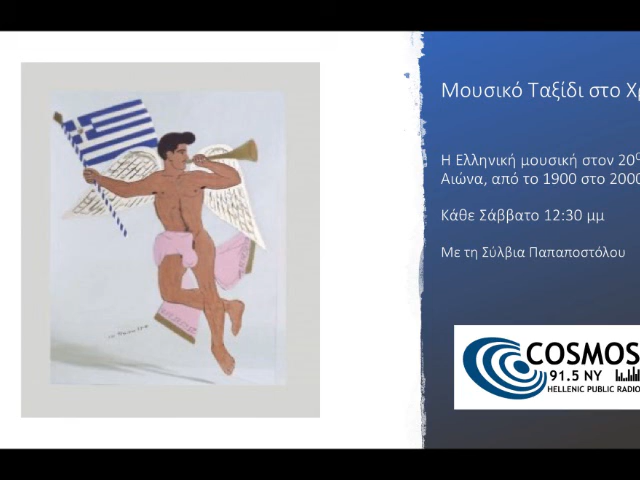 Μουσικό Ταξίδι στο Χρ
Η Ελληνική μουσική στον 20ο
Αιώνα, από το 1900 στο 2000
Κάθε Σάββατο 12:30 μμ
Με τη Σύλβια Παπαποστόλου
COSMOS
91.5 NY
HELLENIC PUBLIC RADIO